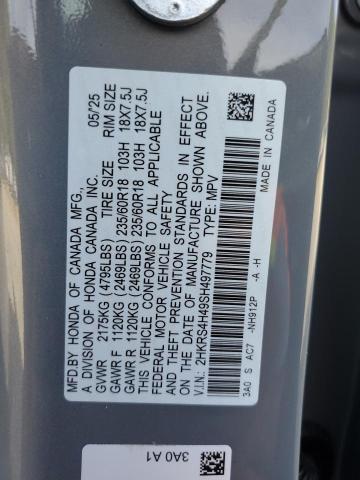 MFD.BY HONDA OF CANADA MFG., 05/25
A DIVISION OF HONDA CANADA INC.
TIRE SIZE RIM SIZE
GVWR 2175KG (4795LBS)
GAWR F 1120KG (2469LBS) 235/60R18 103H 18X7.5J
GAWR R 1120KG (2469LBS) 235/60R18 103H 18X7.5J
THIS VEHICLE CONFORMS TO ALL APPLICABLE
FEDERAL MOTOR VEHICLE SAFETY
AND THEFT PREVENTION STANDARDS IN EFFECT
ON THE DATE OF MANUFACTURE SHOWN ABOVE.
V.I.N.: 2HKRS4H49SH497779 TYPE: MPV
3A0 S AC7 -NH912P -A -H MADE IN CANADA
3A0 A1